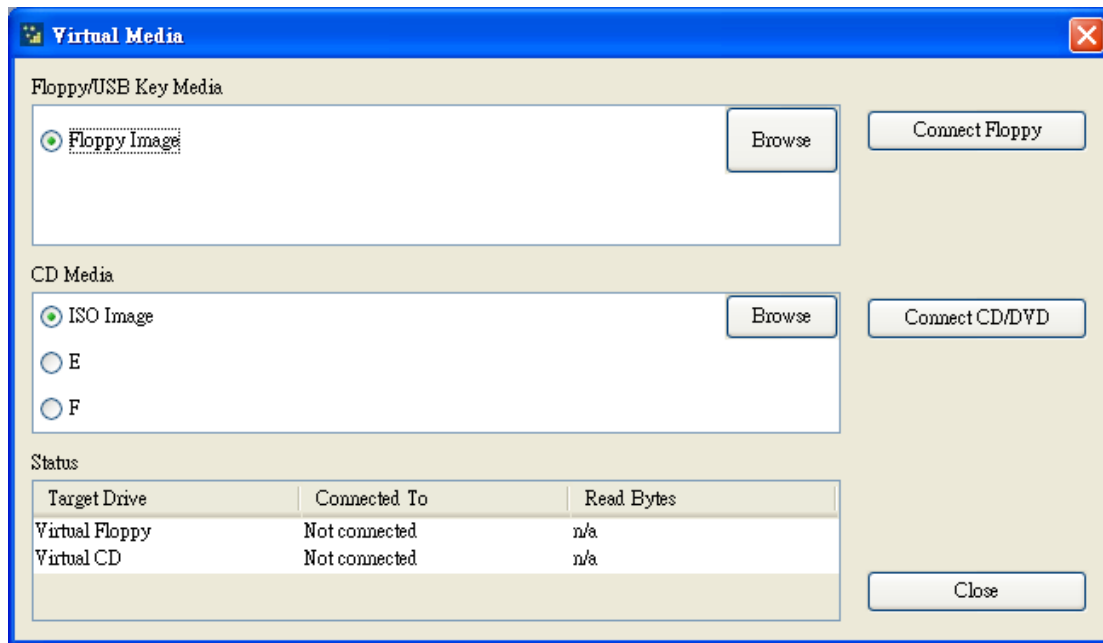 Virtual Media
Floppy/USB Key Media
Floppy Image
Browse
Connect Floppy
CD Media
ISO Image
Browse
Connect CD/DVD
E
F
Status
Target Drive Connected To Read Bytes
Virtual Floppy Not connected n/a
Virtual CD Not connected n/a
Close